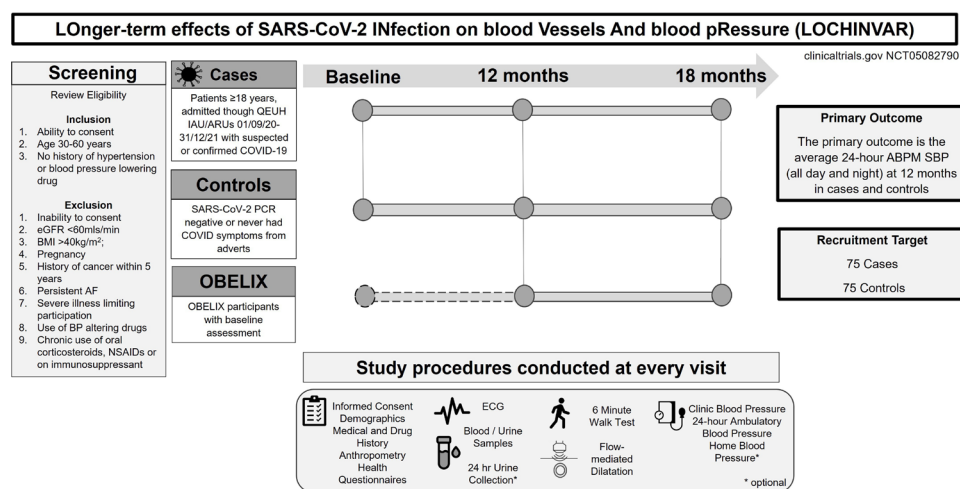 LOnger-term effects of SARS-CoV-2 INfection on blood Vessels And blood pRessure (LOCHINVAR)
clinicaltrials.gov NCT05082790
Screening
Review Eligibility
Inclusion
1. Ability to consent
2. Age 30-60 years
3. No history of hypertension
or blood pressure lowering
drug
Exclusion
1. Inability to consent
2. eGFR <60mls/min
3. BMI >40kg/m²;
4. Pregnancy
5. History of cancer within 5
years
6. Persistent AF
7. Severe illness limiting
participation
8. Use of BP altering drugs
9. Chronic use of oral
corticosteroids, NSAIDs or
on immunosuppressant
Cases
Patients ≥18 years,
admitted though QEUH
IAU/ARUs 01/09/20-
31/12/21 with suspected
or confirmed COVID-19
Controls
SARS-CoV-2 PCR
negative or never had
COVID symptoms from
adverts
OBELIX
OBELIX participants
with baseline
assessment
Baseline
12 months
18 months
Primary Outcome
The primary outcome is the
average 24-hour ABPM SBP
(all day and night) at 12 months
in cases and controls
Recruitment Target
75 Cases
75 Controls
Study procedures conducted at every visit
Informed Consent
Demographics
Medical and Drug
History
Anthropometry
Health
Questionnaires
ECG
Blood / Urine
Samples
24 hr Urine
Collection*
6 Minute
Walk Test
Flow-
mediated
Dilatation
Clinic Blood Pressure
24-hour Ambulatory
Blood Pressure
Home Blood
Pressure*
* optional